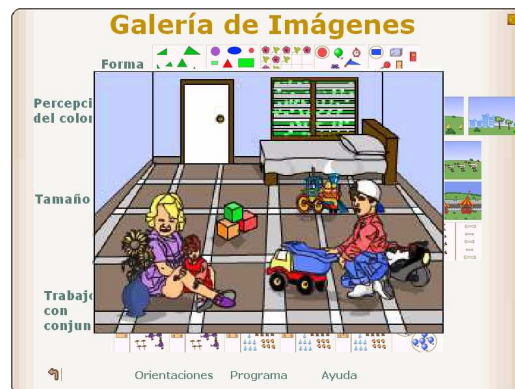 Galería de Imágenes
Forma
Percepci
del color
Tamaño
Trabajo
con
conjun
Orientaciones Programa Ayuda